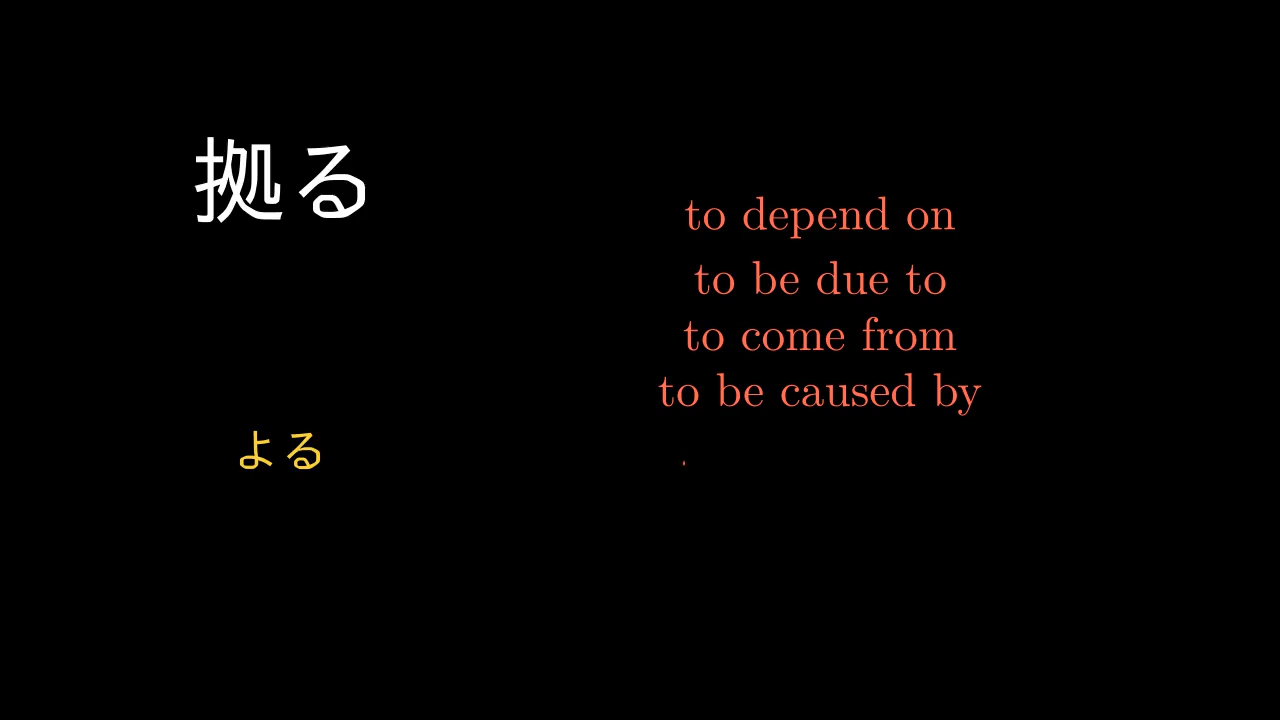 拠る
よる
to depend on
to be due to
to come from
to be caused by